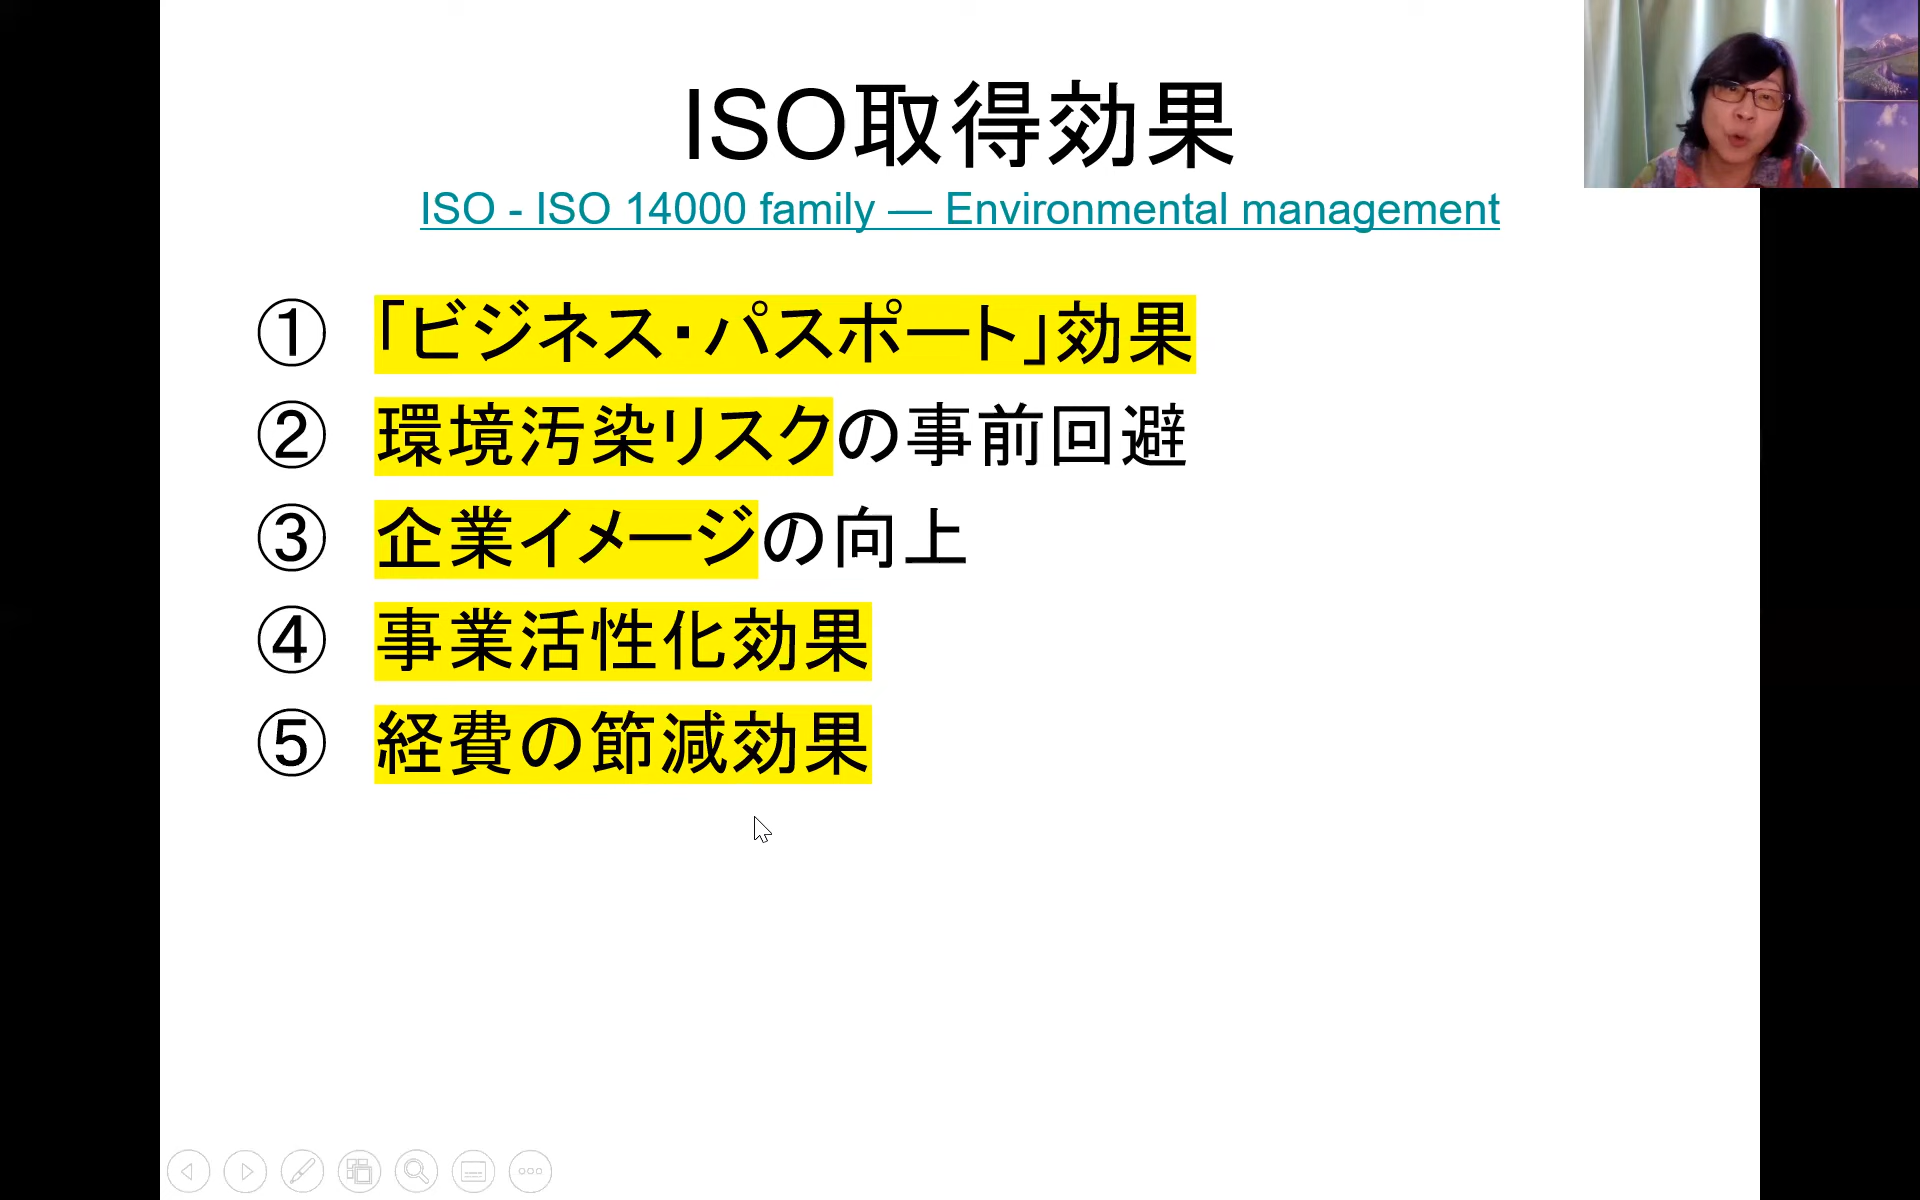 ISO取得効果
ISO - ISO 14000 family — Environmental management
① 「ビジネス・パスポート」効果
② 環境汚染リスクの事前回避
③ 企業イメージの向上
④ 事業活性化効果
⑤ 経費の節減効果